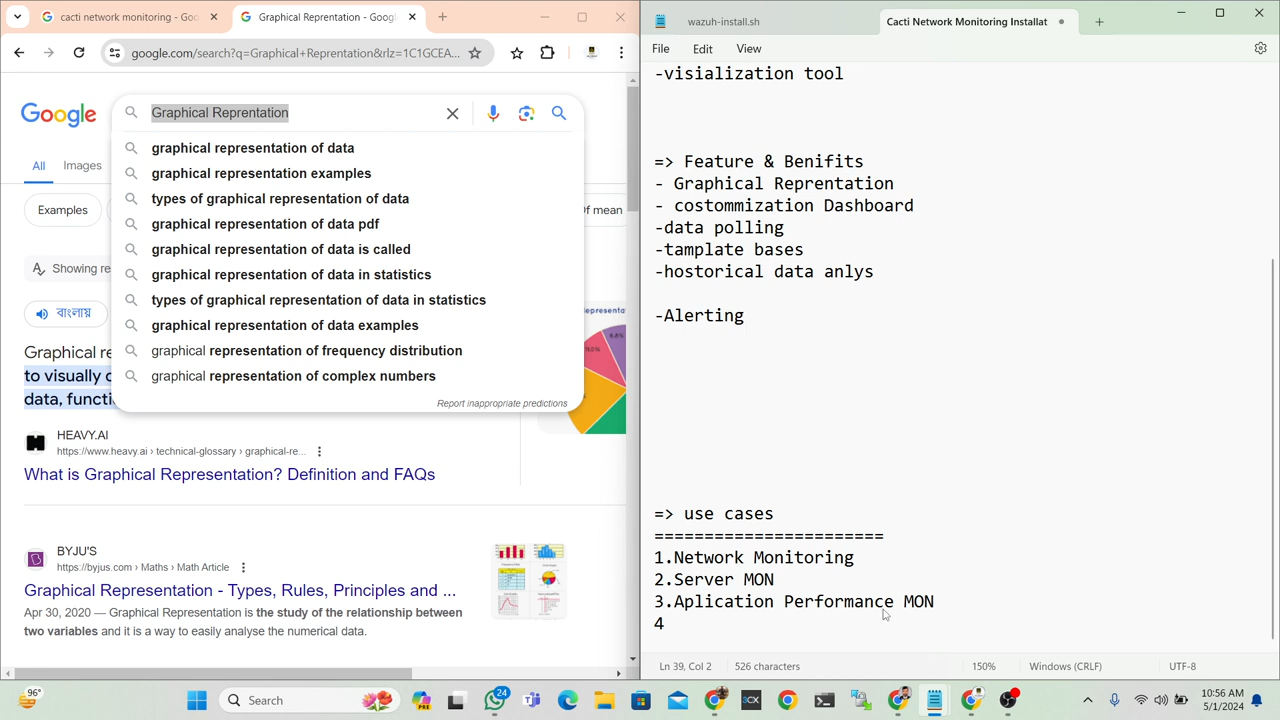 cacti network monitoring - Goo
Graphical Reprentation - Google
google.com/search?q=Graphical+Reprentation&rlz=1C1GCEA...
Google
Graphical Reprentation
graphical representation of data
graphical representation examples
types of graphical representation of data
graphical representation of data pdf
graphical representation of data is called
graphical representation of data in statistics
types of graphical representation of data in statistics
graphical representation of data examples
graphical representation of frequency distribution
graphical representation of complex numbers
Report inappropriate predictions
All
Images
Examples
Of mean
Showing re
বাংলায়
Graphical re
to visually
data, functi
HEAVY.AI
https://www.heavy.ai › technical-glossary › graphical-re...
What is Graphical Representation? Definition and FAQs
BYJU'S
https://byjus.com › Maths › Math Article
Graphical Representation - Types, Rules, Principles and ...
Apr 30, 2020 — Graphical Representation is the study of the relationship between
two variables and it is a way to easily analyse the numerical data.
wazuh-install.sh
Cacti Network Monitoring Installat
File
Edit
View
-visialization tool
=> Feature & Benifits
- Graphical Reprentation
- costommization Dashboard
-data polling
-tamplate bases
-hostorical data anlys
-Alerting
=> use cases
=======================
1.Network Monitoring
2.Server MON
3.Aplication Performance MON
4
Ln 39, Col 2
526 characters
150%
Windows (CRLF)
UTF-8
96°
Search
PRE
24
3CX
10:56 AM
5/1/2024